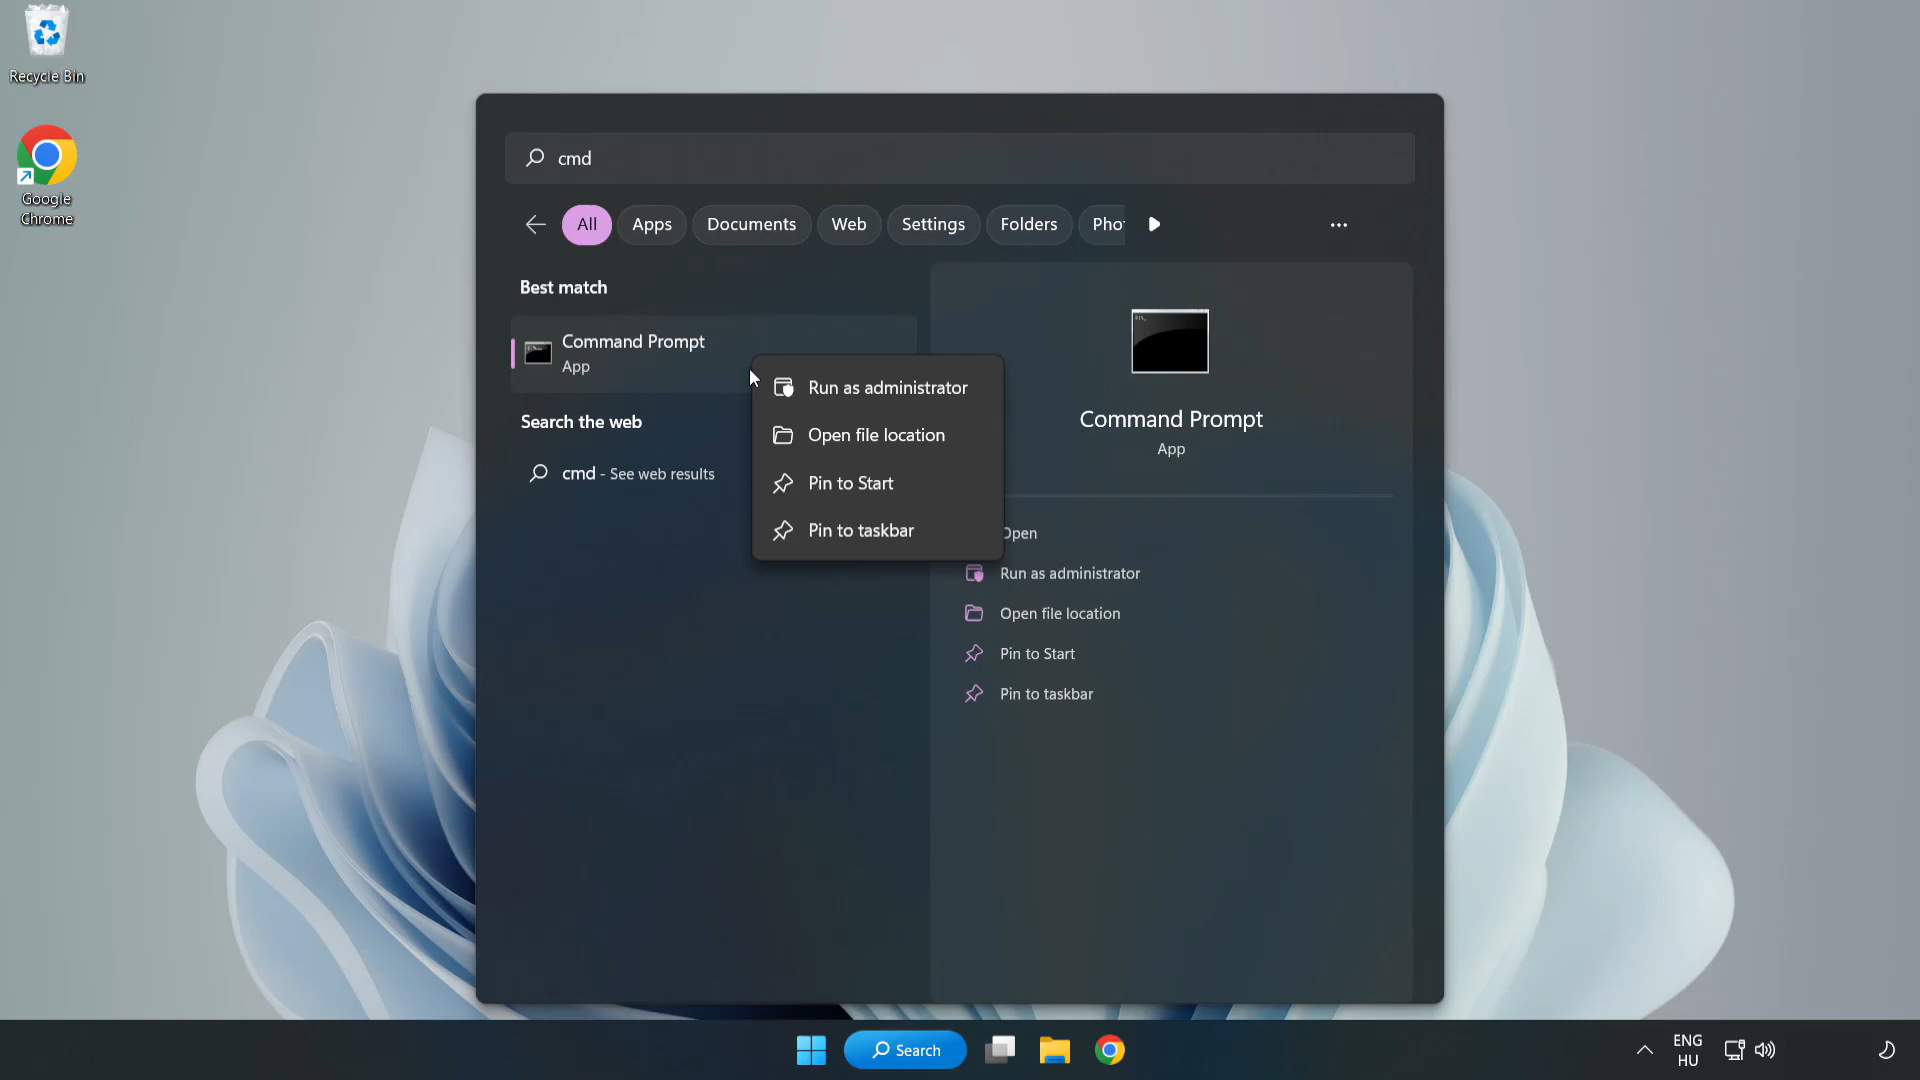 Recycle Bin
Google
Chrome
cmd
All
Apps
Documents
Web
Settings
Folders
Pho
Best match
Command Prompt
App
Search the web
cmd - See web results
Run as administrator
Open file location
Pin to Start
Pin to taskbar
Command Prompt
App
Open
Run as administrator
Open file location
Pin to Start
Pin to taskbar
Search
ENG
HU